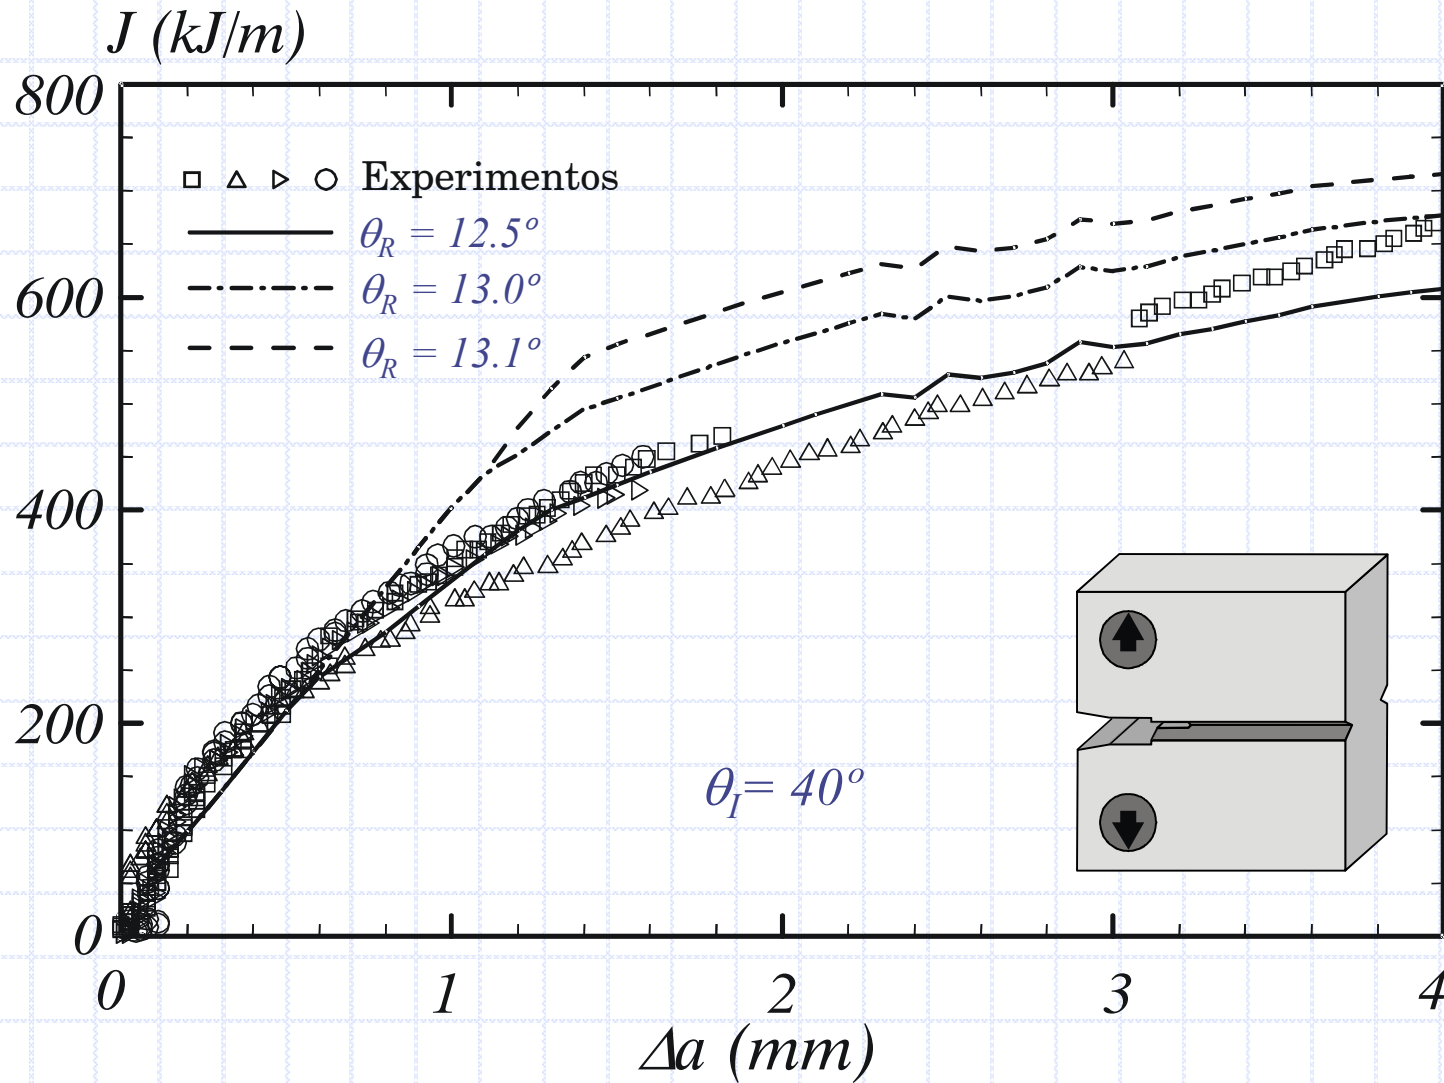 J (kJ/m)
800
Experimentos
θR = 12.5º
600
θR = 13.0º
θR = 13.1º
400
200
θI= 40º
0
0 1 2 3 4
Δa (mm)